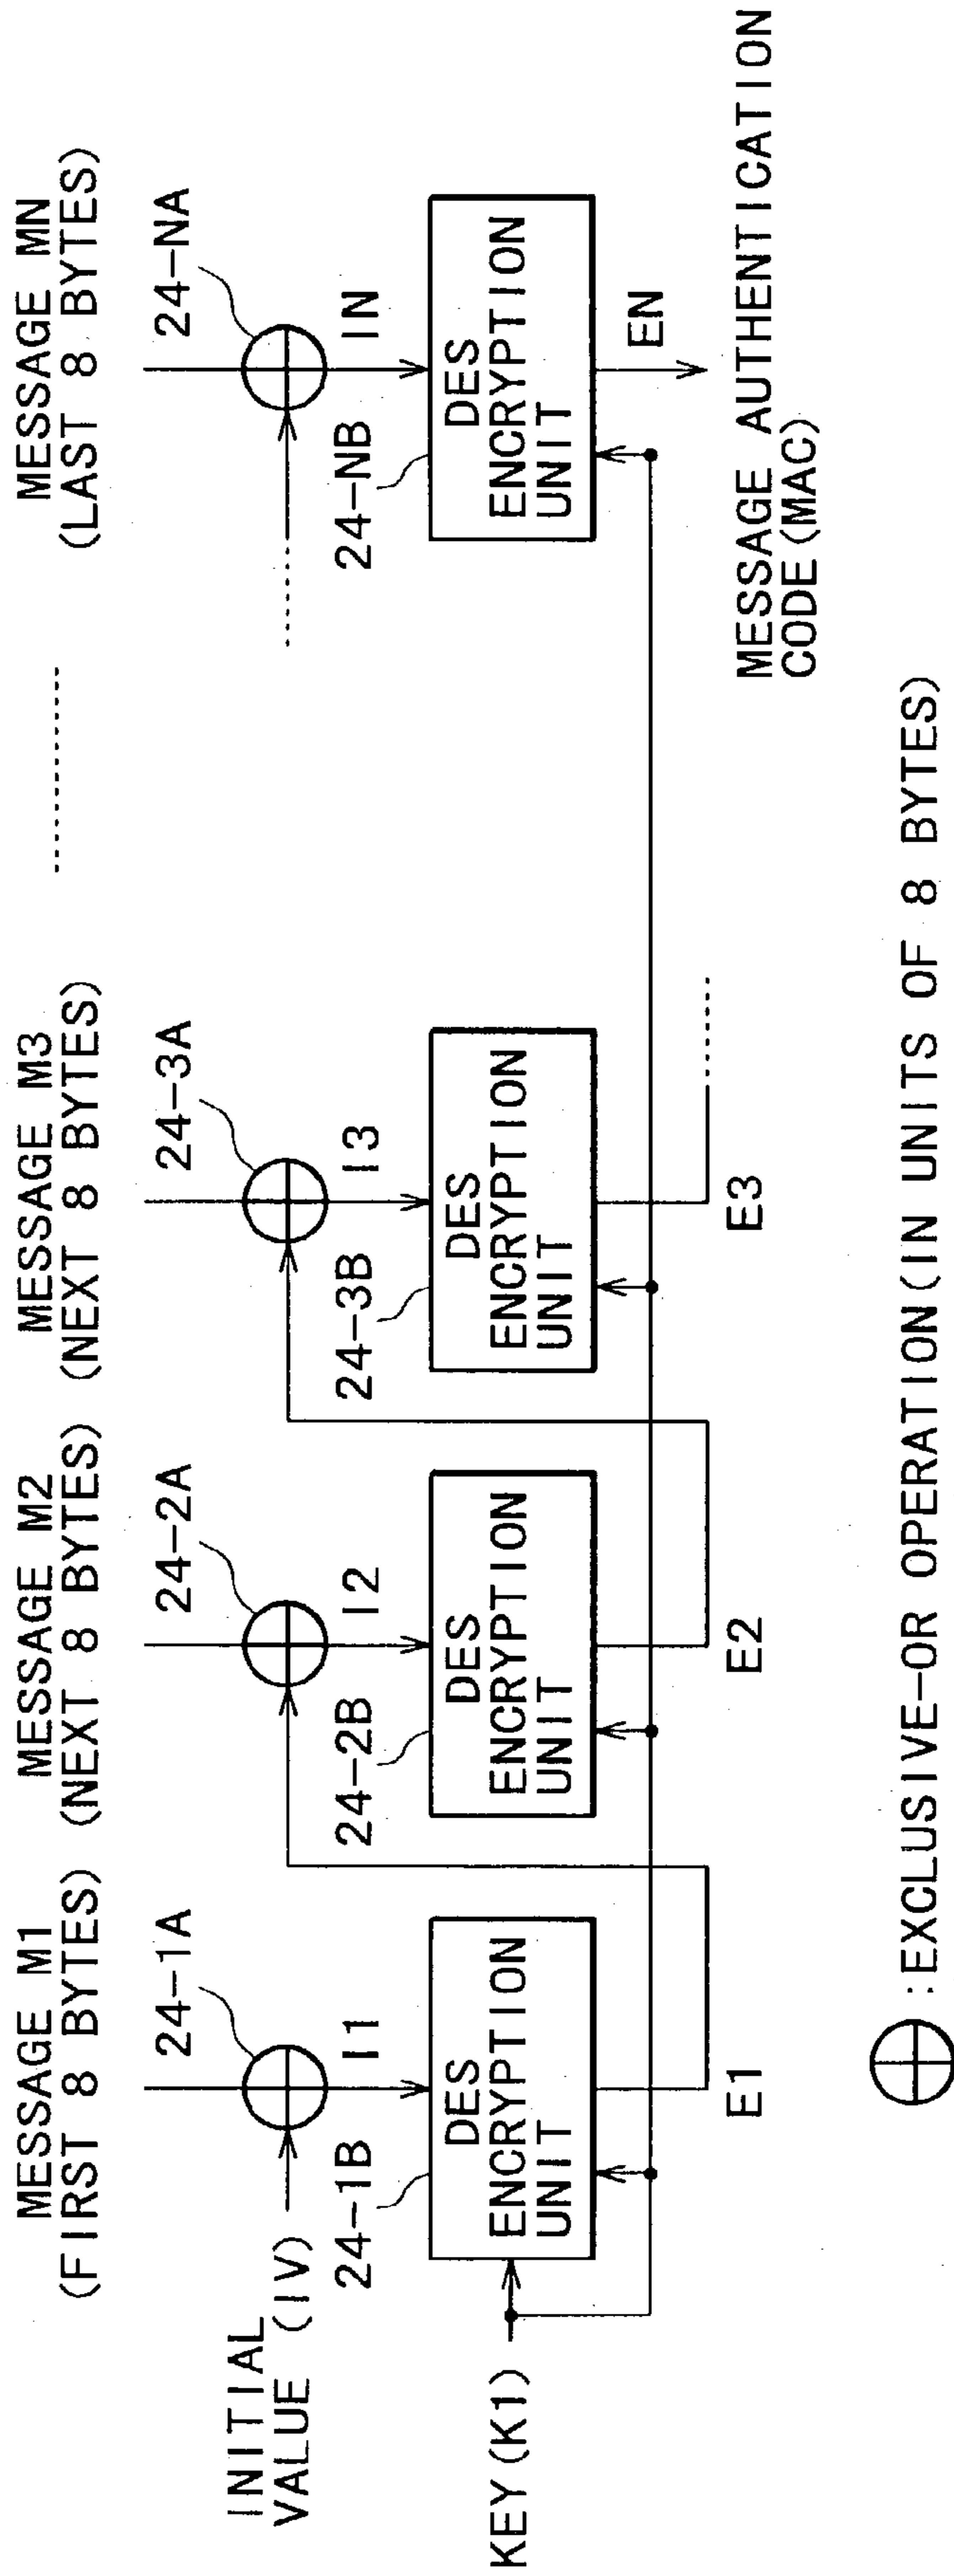 MESSAGE M1
(FIRST 8 BYTES)
MESSAGE M2
(NEXT 8 BYTES)
MESSAGE M3
(NEXT 8 BYTES)
MESSAGE MN
(LAST 8 BYTES)
24-1A
24-2A
24-3A
24-NA
INITIAL
VALUE (IV)
I1
I2
I3
IN
24-1B
24-2B
24-3B
24-NB
KEY(K1)
DES
ENCRYPTION
UNIT
DES
ENCRYPTION
UNIT
DES
ENCRYPTION
UNIT
DES
ENCRYPTION
UNIT
E1
E2
E3
EN
MESSAGE AUTHENTICATION
CODE(MAC)
:EXCLUSIVE-OR OPERATION(IN UNITS OF 8 BYTES)